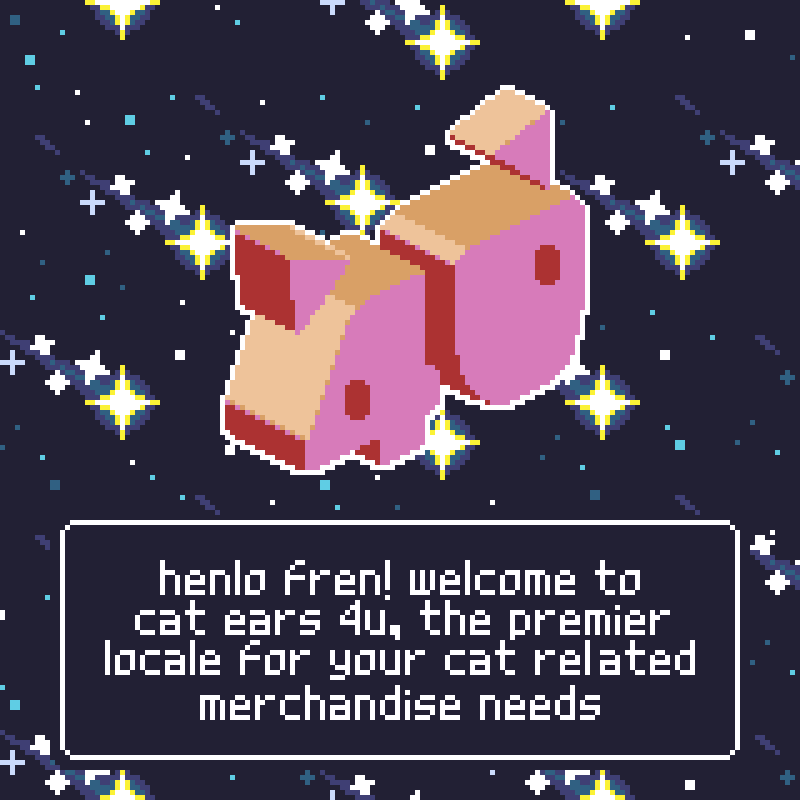 henlo fren! welcome to
cat ears 4u, the premier
locale for your cat related
merchandise needs